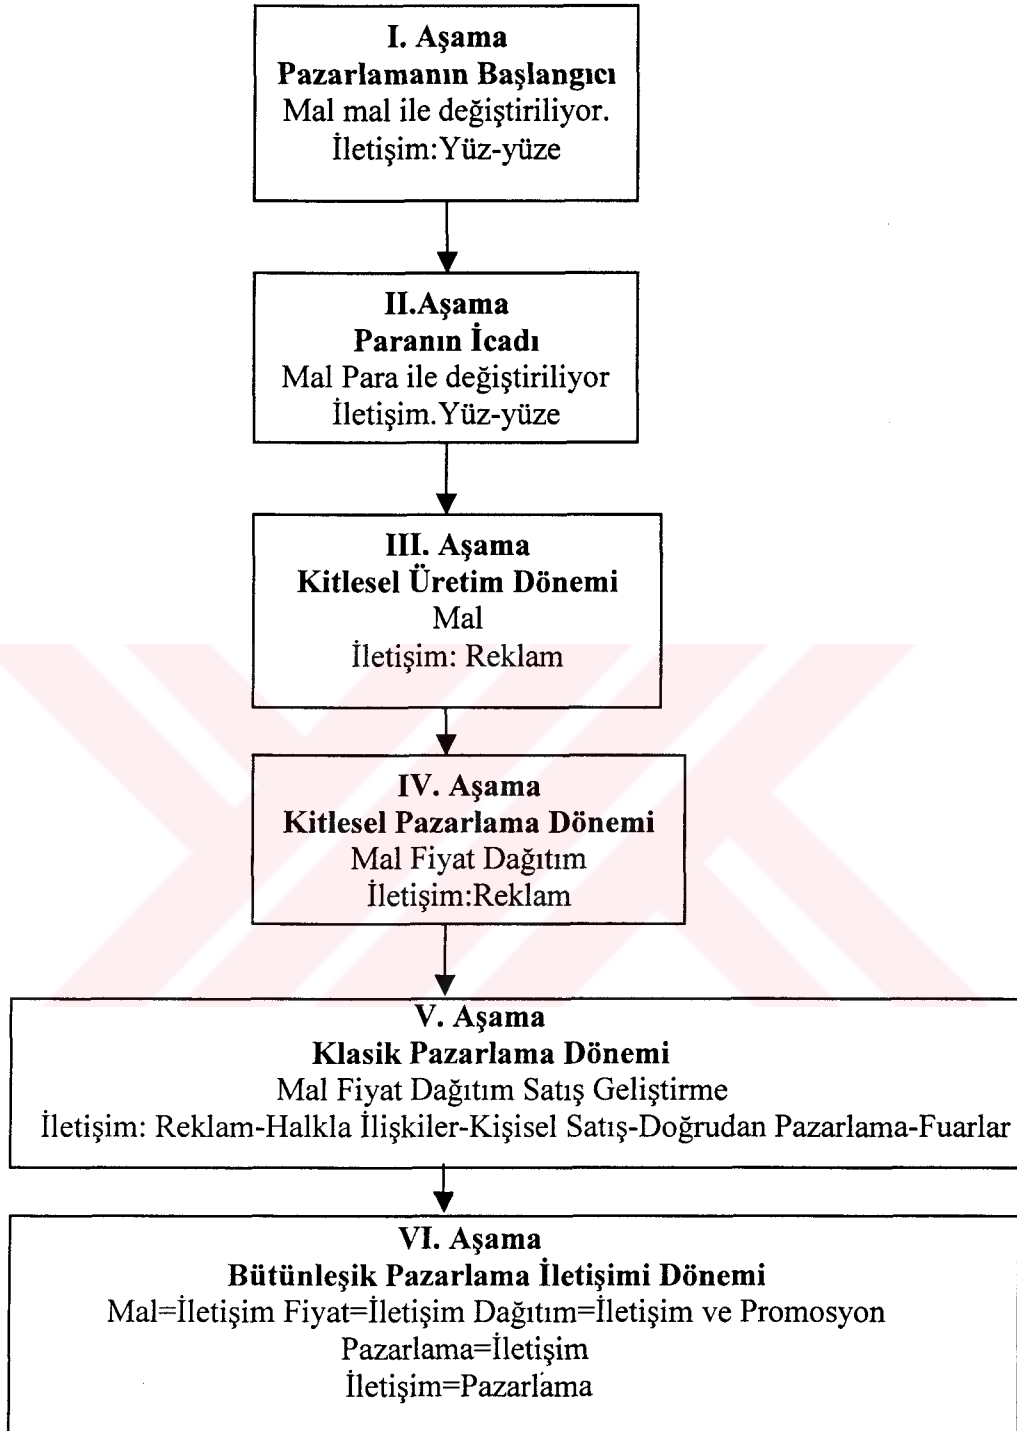 I. Aşama
Pazarlamanın Başlangıcı
Mal mal ile değiştiriliyor.
İletişim:Yüz-yüze
II.Aşama
Paranın İcadı
Mal Para ile değiştiriliyor
İletişim.Yüz-yüze
III. Aşama
Kitlesel Üretim Dönemi
Mal
İletişim: Reklam
IV. Aşama
Kitlesel Pazarlama Dönemi
Mal Fiyat Dağıtım
İletişim:Reklam
V. Aşama
Klasik Pazarlama Dönemi
Mal Fiyat Dağıtım Satış Geliştirme
İletişim: Reklam-Halkla İlişkiler-Kişisel Satış-Doğrudan Pazarlama-Fuarlar
VI. Aşama
Bütünleşik Pazarlama İletişimi Dönemi
Mal=İletişim Fiyat=İletişim Dağıtım=İletişim ve Promosyon
Pazarlama=İletişim
İletişim=Pazarlama